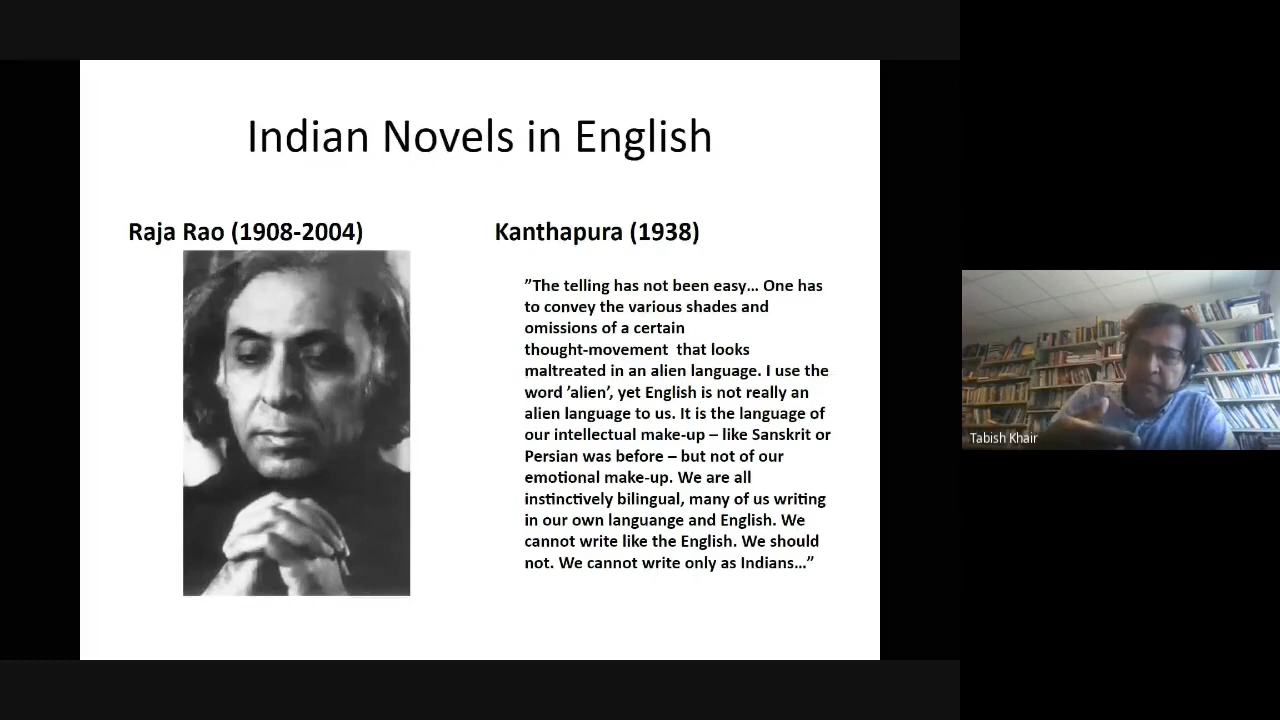 Indian Novels in English
Raja Rao (1908-2004)
Kanthapura (1938)
”The telling has not been easy... One has
to convey the various shades and
omissions of a certain
thought-movement  that looks
maltreated in an alien language. I use the
word ’alien’, yet English is not really an
alien language to us. It is the language of
our intellectual make-up – like Sanskrit or
Persian was before – but not of our
emotional make-up. We are all
instinctively bilingual, many of us writing
in our own languange and English. We
cannot write like the English. We should
not. We cannot write only as Indians...”
Tabish Khair